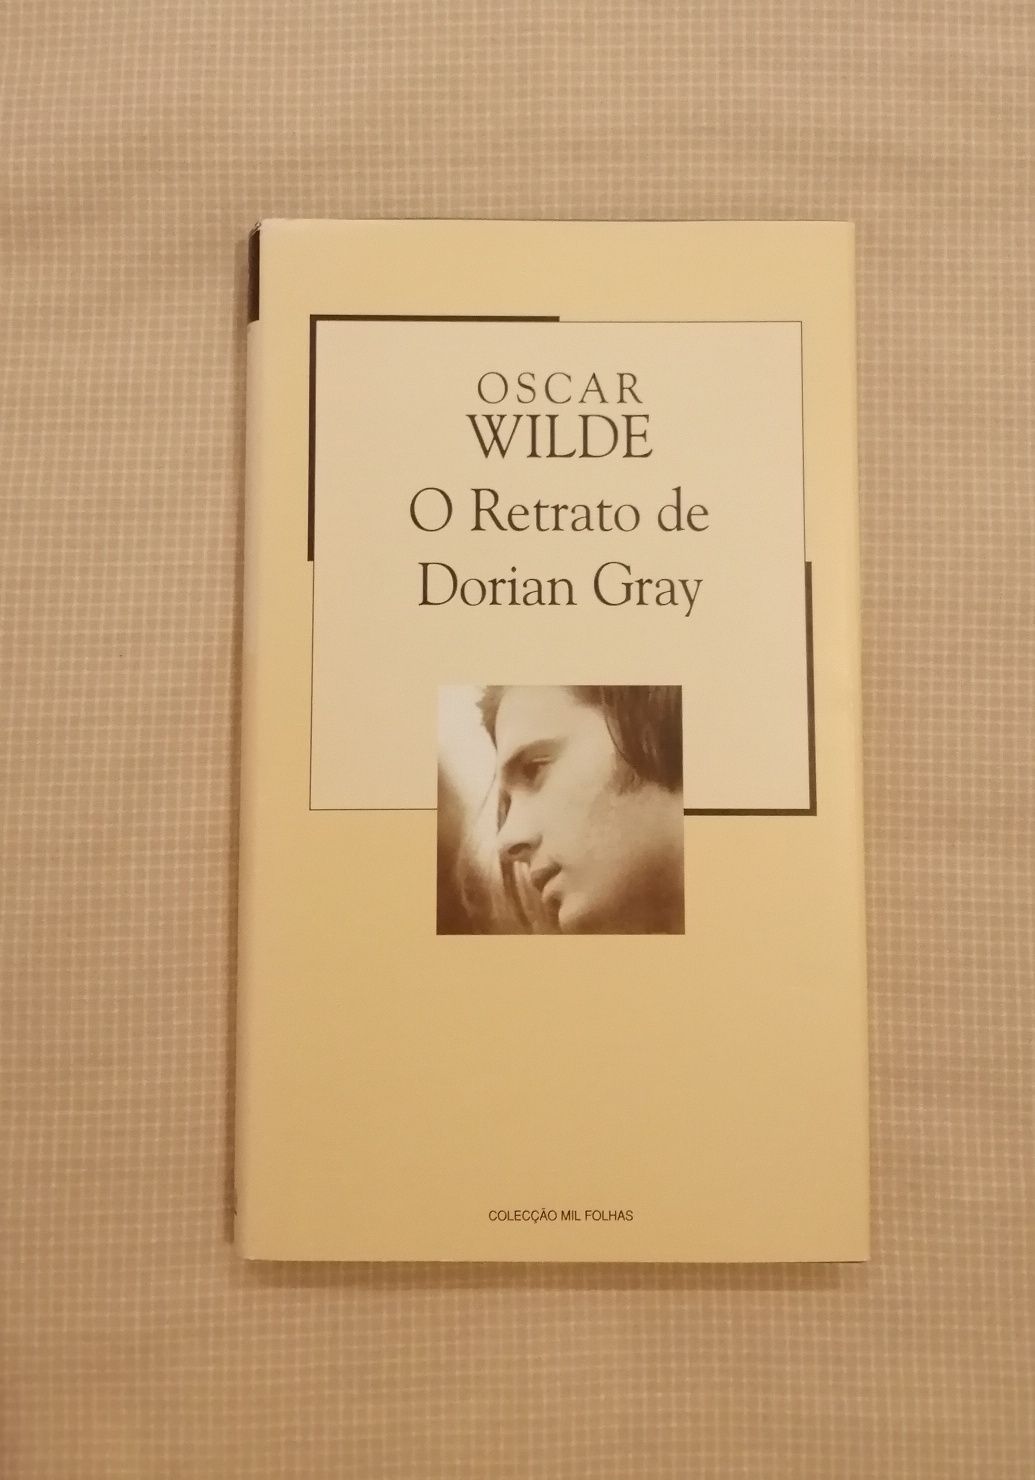 OSCAR
WILDE
O Retrato de
Dorian Gray
COLECÇÃO MIL FOLHAS